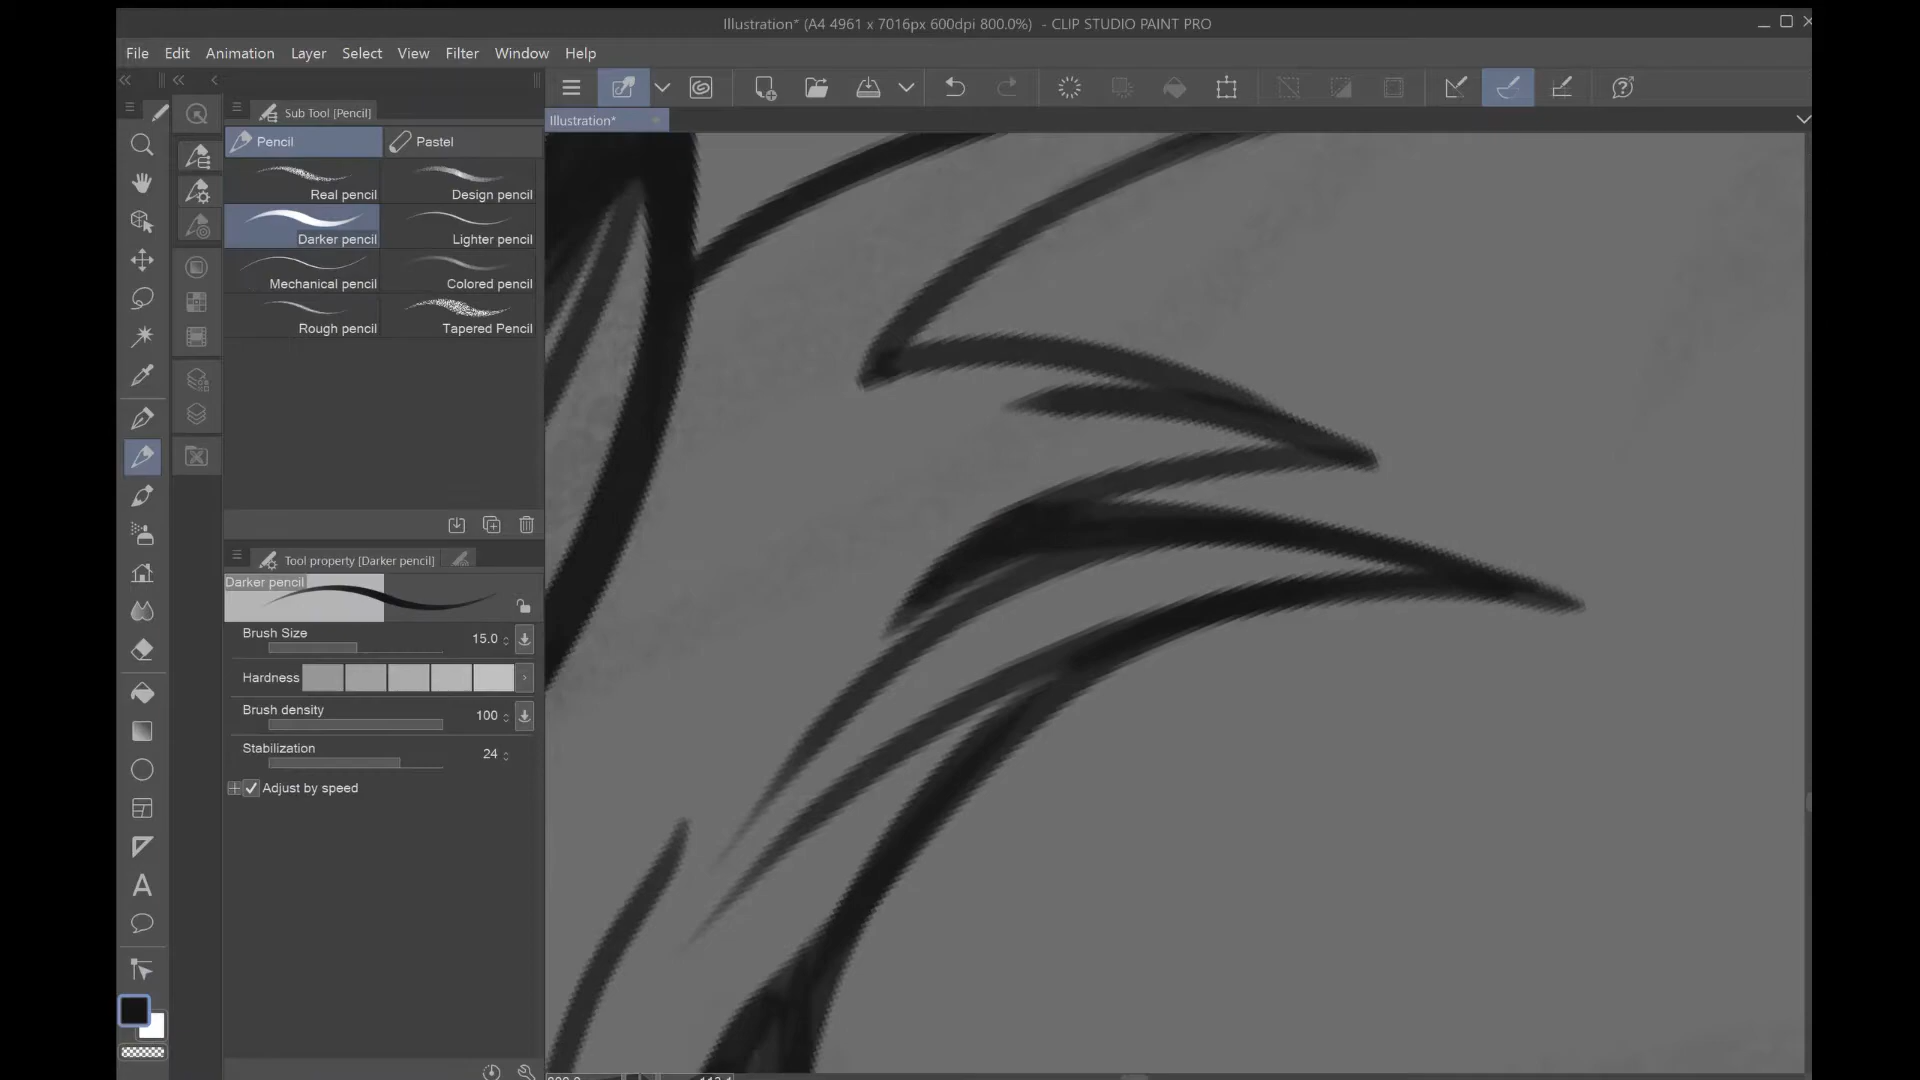 Illustration* (A4 4961 x 7016px 600dpi 800.0%) - CLIP STUDIO PAINT PRO
File Edit Animation Layer Select View Filter Window Help
Sub Tool [Pencil]
Illustration*
Pencil Pastel
Real pencil Design pencil
Darker pencil Lighter pencil
Mechanical pencil Colored pencil
Rough pencil Tapered Pencil
Tool property [Darker pencil]
Darker pencil
Brush Size 15.0
Hardness
Brush density 100
Stabilization 24
Adjust by speed